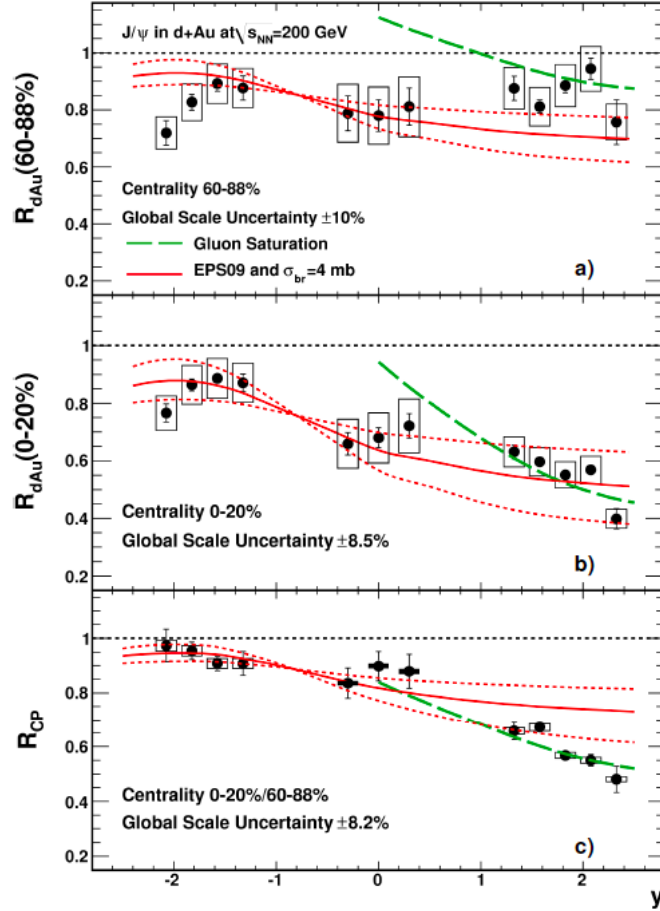 J/ψ in d+Au at √s_NN=200 GeV
R_dAu(60-88%)
1
0.8
0.6
0.4
0.2
Centrality 60-88%
Global Scale Uncertainty ±10%
Gluon Saturation
EPS09 and σ_br=4 mb
a)
R_dAu(0-20%)
1
0.8
0.6
0.4
0.2
Centrality 0-20%
Global Scale Uncertainty ±8.5%
b)
R_CP
1
0.8
0.6
0.4
0.2
Centrality 0-20%/60-88%
Global Scale Uncertainty ±8.2%
c)
-2 -1 0 1 2
y